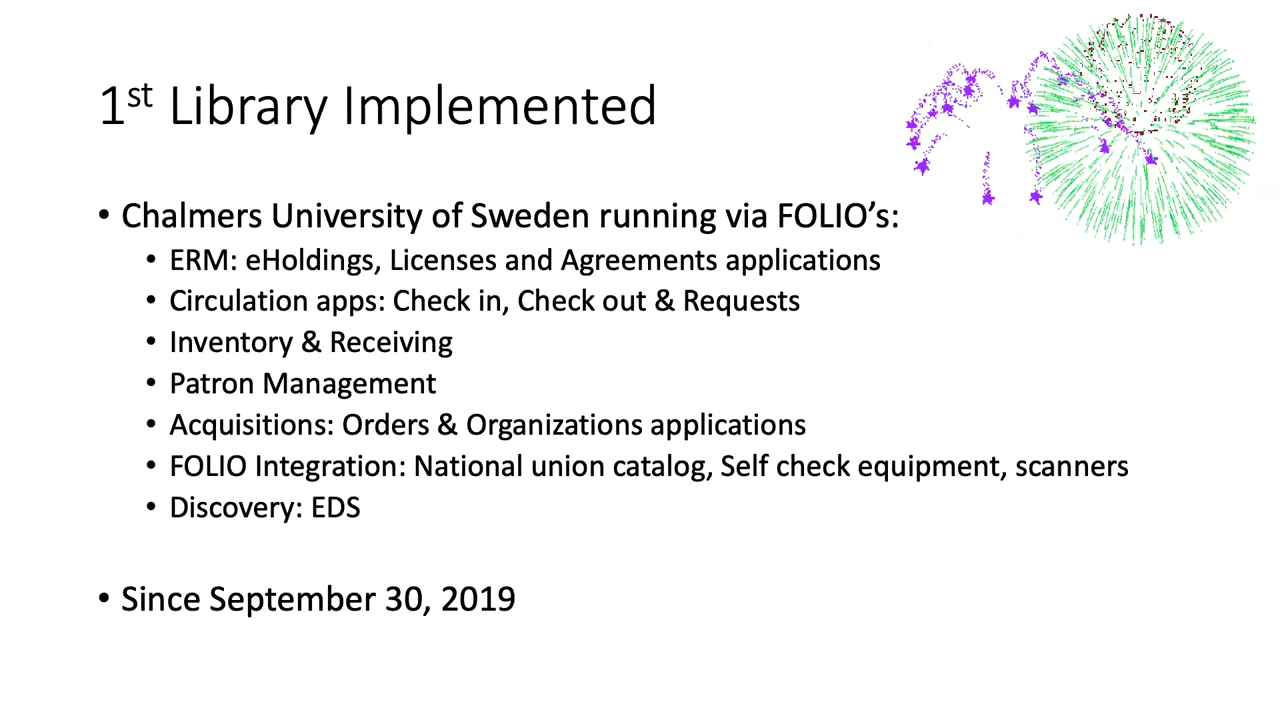 1st Library Implemented
• Chalmers University of Sweden running via FOLIO’s:
• ERM: eHoldings, Licenses and Agreements applications
• Circulation apps: Check in, Check out & Requests
• Inventory & Receiving
• Patron Management
• Acquisitions: Orders & Organizations applications
• FOLIO Integration: National union catalog, Self check equipment, scanners
• Discovery: EDS
• Since September 30, 2019